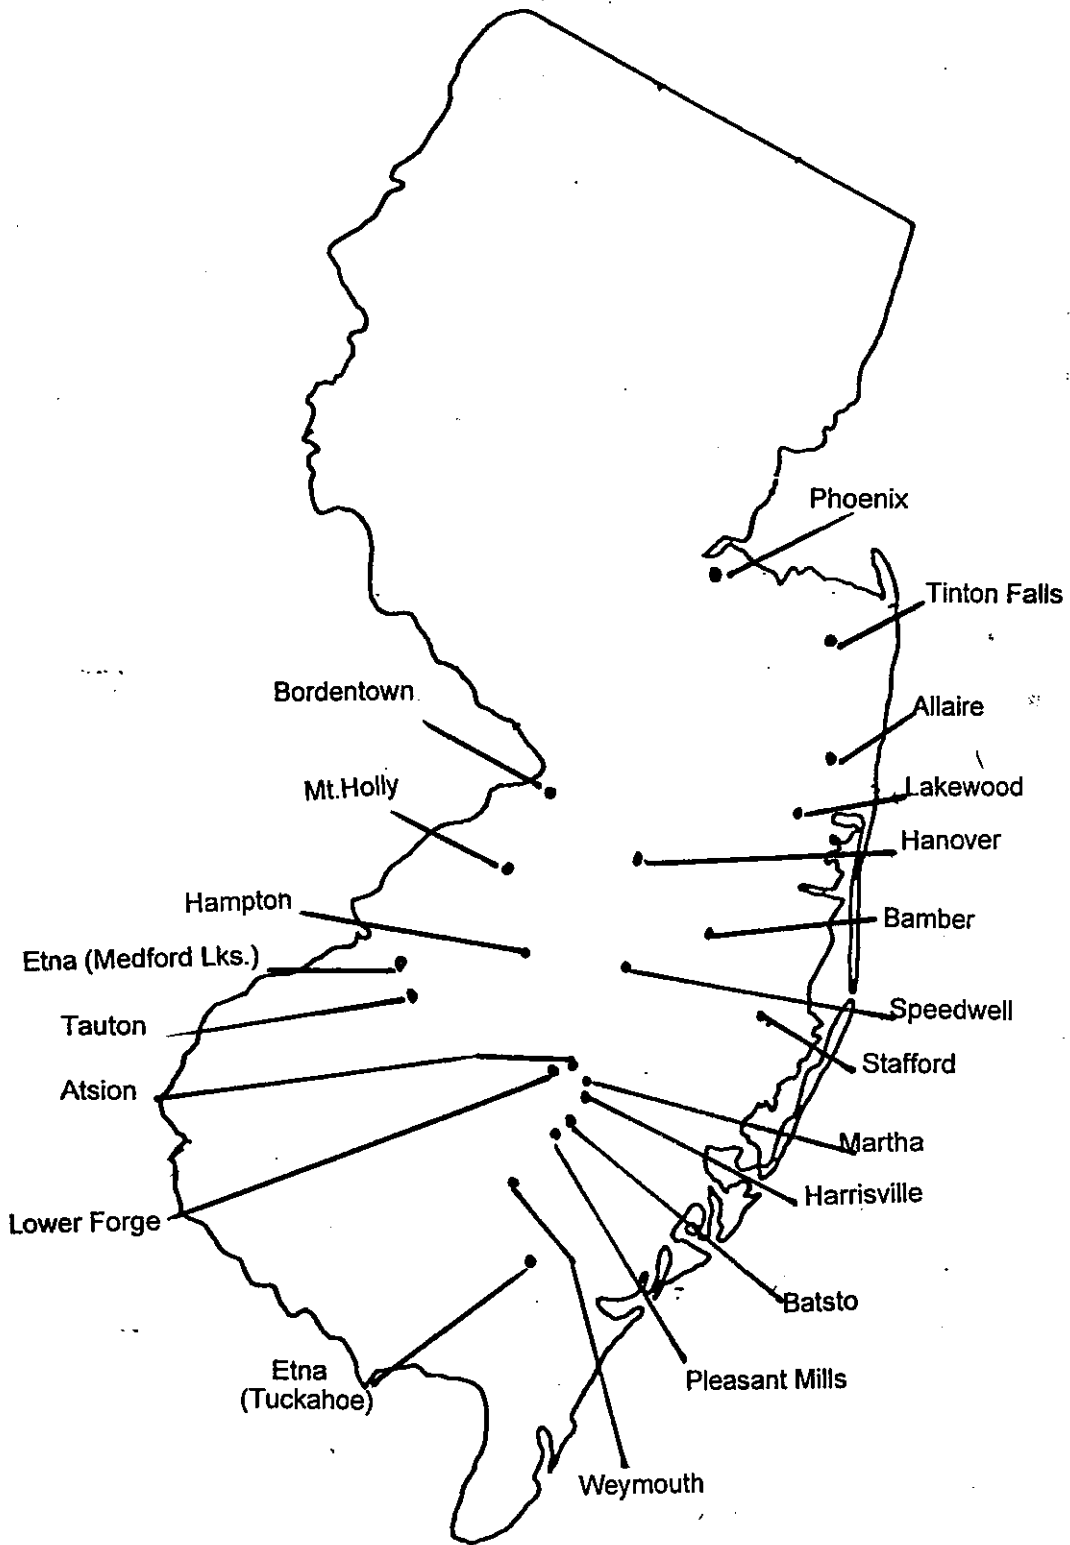 Phoenix
Tinton Falls
Bordentown
Allaire
Mt.Holly
Lakewood
Hanover
Hampton
Bamber
Etna (Medford Lks.)
Speedwell
Tauton
Stafford
Atsion
Martha
Harrisville
Lower Forge
Batsto
Etna
(Tuckahoe)
Pleasant Mills
Weymouth